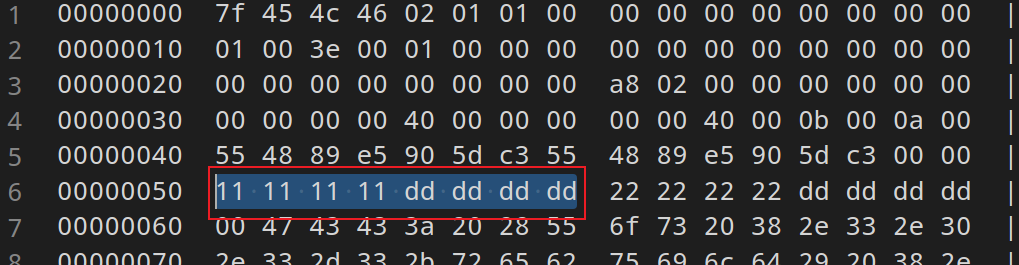 1 00000000 7f 45 4c 46 02 01 01 00 00 00 00 00 00 00 00 00 |
2 00000010 01 00 3e 00 01 00 00 00 00 00 00 00 00 00 00 00 |
3 00000020 00 00 00 00 00 00 00 00 a8 02 00 00 00 00 00 00 |
4 00000030 00 00 00 00 40 00 00 00 00 00 40 00 0b 00 0a 00 |
5 00000040 55 48 89 e5 90 5d c3 55 48 89 e5 90 5d c3 00 00 |
6 00000050 11 11 11 11 dd dd dd dd 22 22 22 22 dd dd dd dd |
7 00000060 00 47 43 43 3a 20 28 55 6f 73 20 38 2e 33 2e 30 |
8 00000070 2e 33 2d 33 2b 72 65 62 75 69 6c 64 29 20 38 2e |